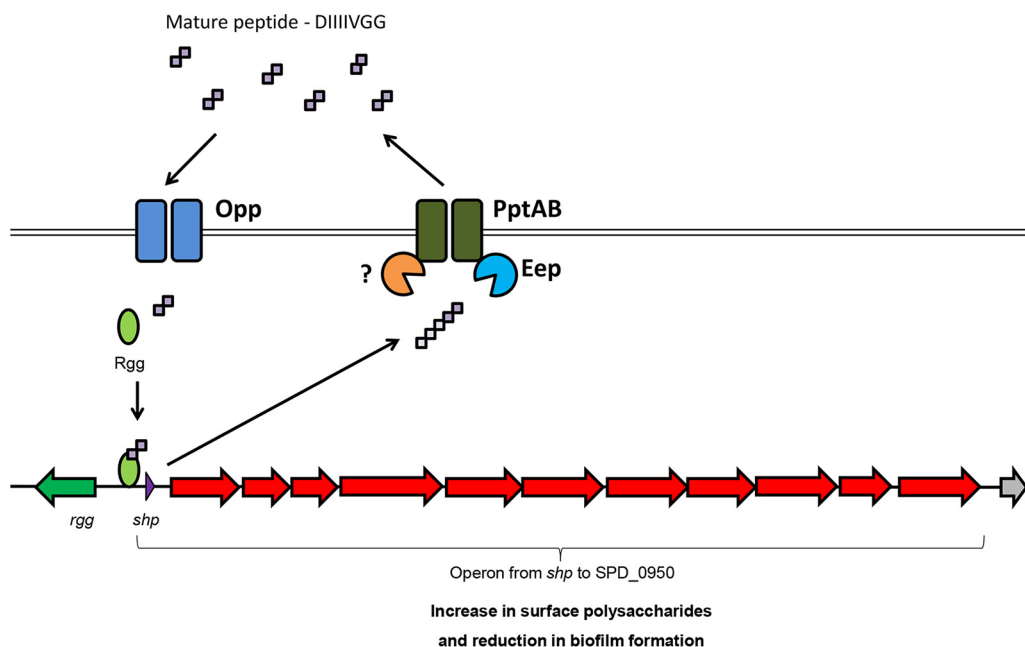 Mature peptide - DIIIIVGG
Opp
PptAB
?
Eep
Rgg
rgg
shp
Operon from shp to SPD_0950
Increase in surface polysaccharides
and reduction in biofilm formation